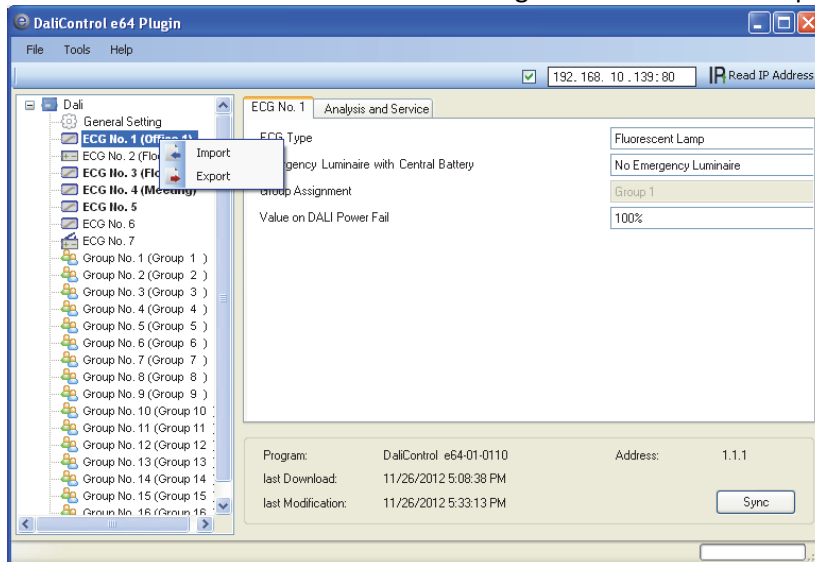 DaliControl e64 Plugin
File Tools Help
192. 168. 10 .139: 80 Read IP Address
Dali
General Setting
ECG No. 1 (Office 1)
ECG No. 2 (Flo
ECG No. 3 (Flo
ECG No. 4 (Meeting)
ECG No. 5
ECG No. 6
ECG No. 7
Group No. 1 (Group 1 )
Group No. 2 (Group 2 )
Group No. 3 (Group 3 )
Group No. 4 (Group 4 )
Group No. 5 (Group 5 )
Group No. 6 (Group 6 )
Group No. 7 (Group 7 )
Group No. 8 (Group 8 )
Group No. 9 (Group 9 )
Group No. 10 (Group 10
Group No. 11 (Group 11
Group No. 12 (Group 12
Group No. 13 (Group 13
Group No. 14 (Group 14
Group No. 15 (Group 15
Group No. 16 (Group 16
Import
Export
ECG No. 1 Analysis and Service
ECG Type Fluorescent Lamp
rgency Luminaire with Central Battery No Emergency Luminaire
Group Assignment Group 1
Value on DALI Power Fail 100%
Program: DaliControl e64-01-0110 Address: 1.1.1
last Download: 11/26/2012 5:08:38 PM
last Modification: 11/26/2012 5:33:13 PM Sync